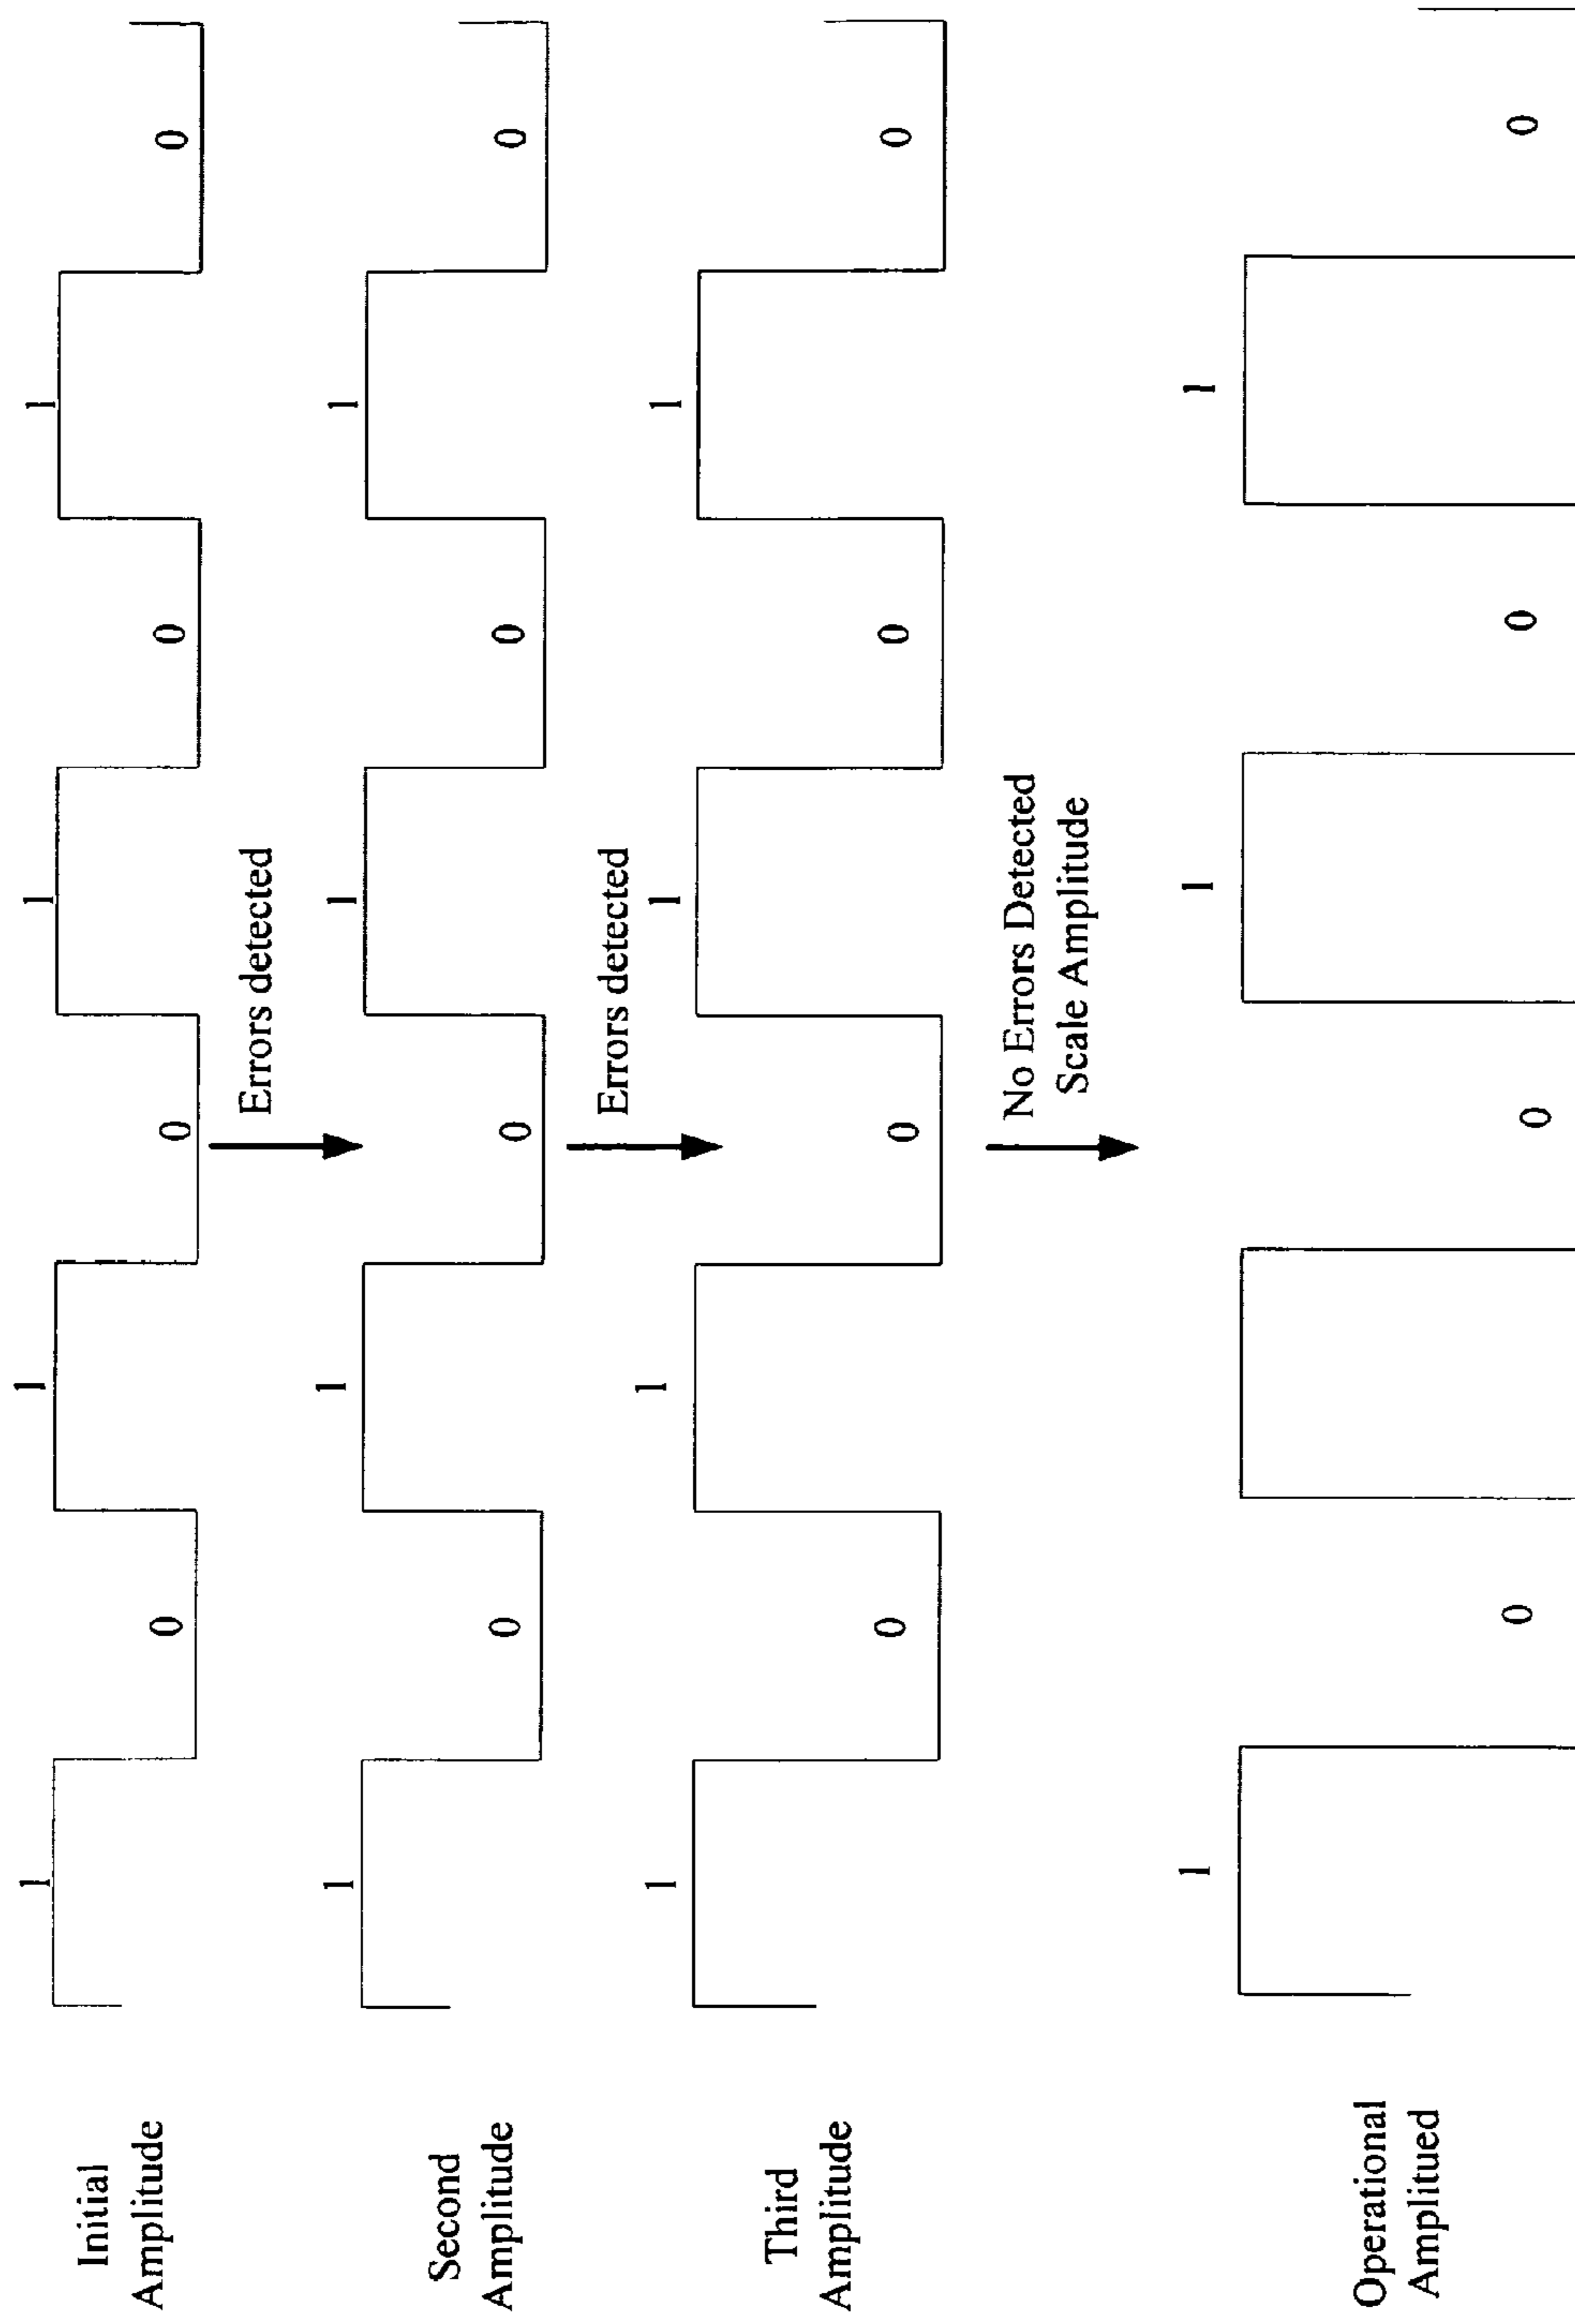 1 1 1 1
Initial
Amplitude
0 0 0 0
Errors detected
1 1 1 1
Second
Amplitude
0 0 0 0
Errors detected
1 1 1 1
Third
Amplitude
0 0 0 0
No Errors Detected
Scale Amplitude
1 1 1
Operational
Amplitued
0 0 0 0